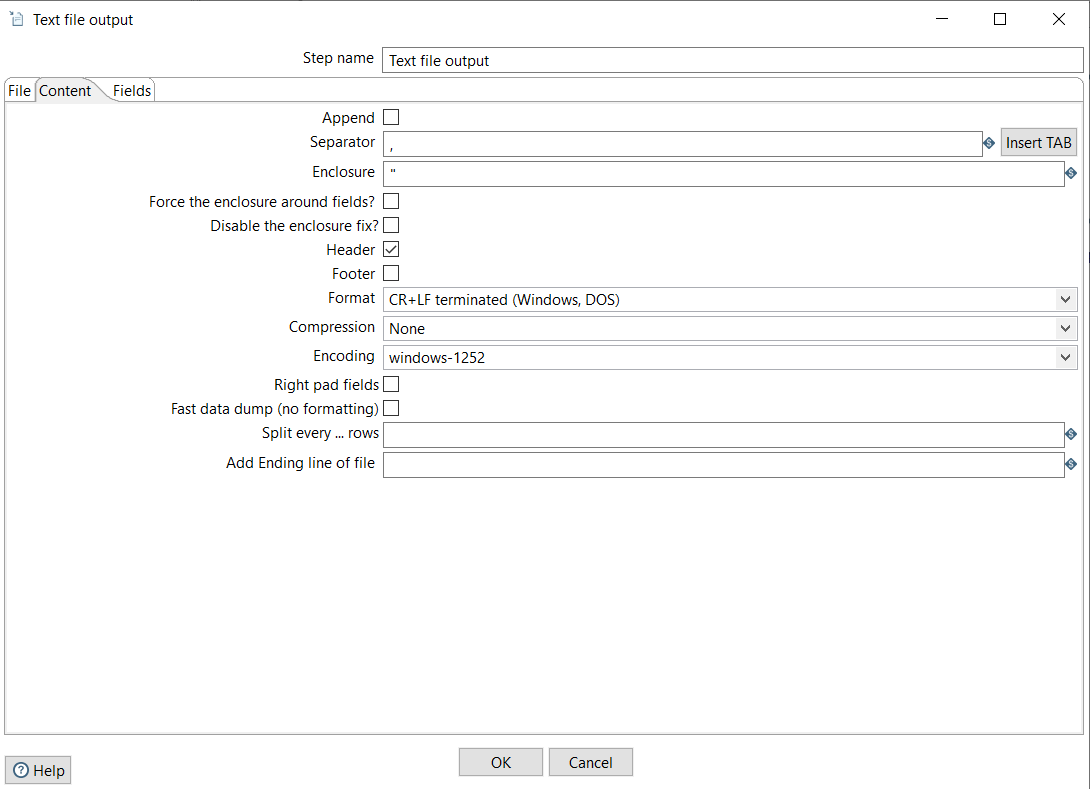 Text file output
Step name Text file output
File Content Fields
Append
Separator , Insert TAB
Enclosure "
Force the enclosure around fields?
Disable the enclosure fix?
Header
Footer
Format CR+LF terminated (Windows, DOS)
Compression None
Encoding windows-1252
Right pad fields
Fast data dump (no formatting)
Split every ... rows
Add Ending line of file
Help OK Cancel